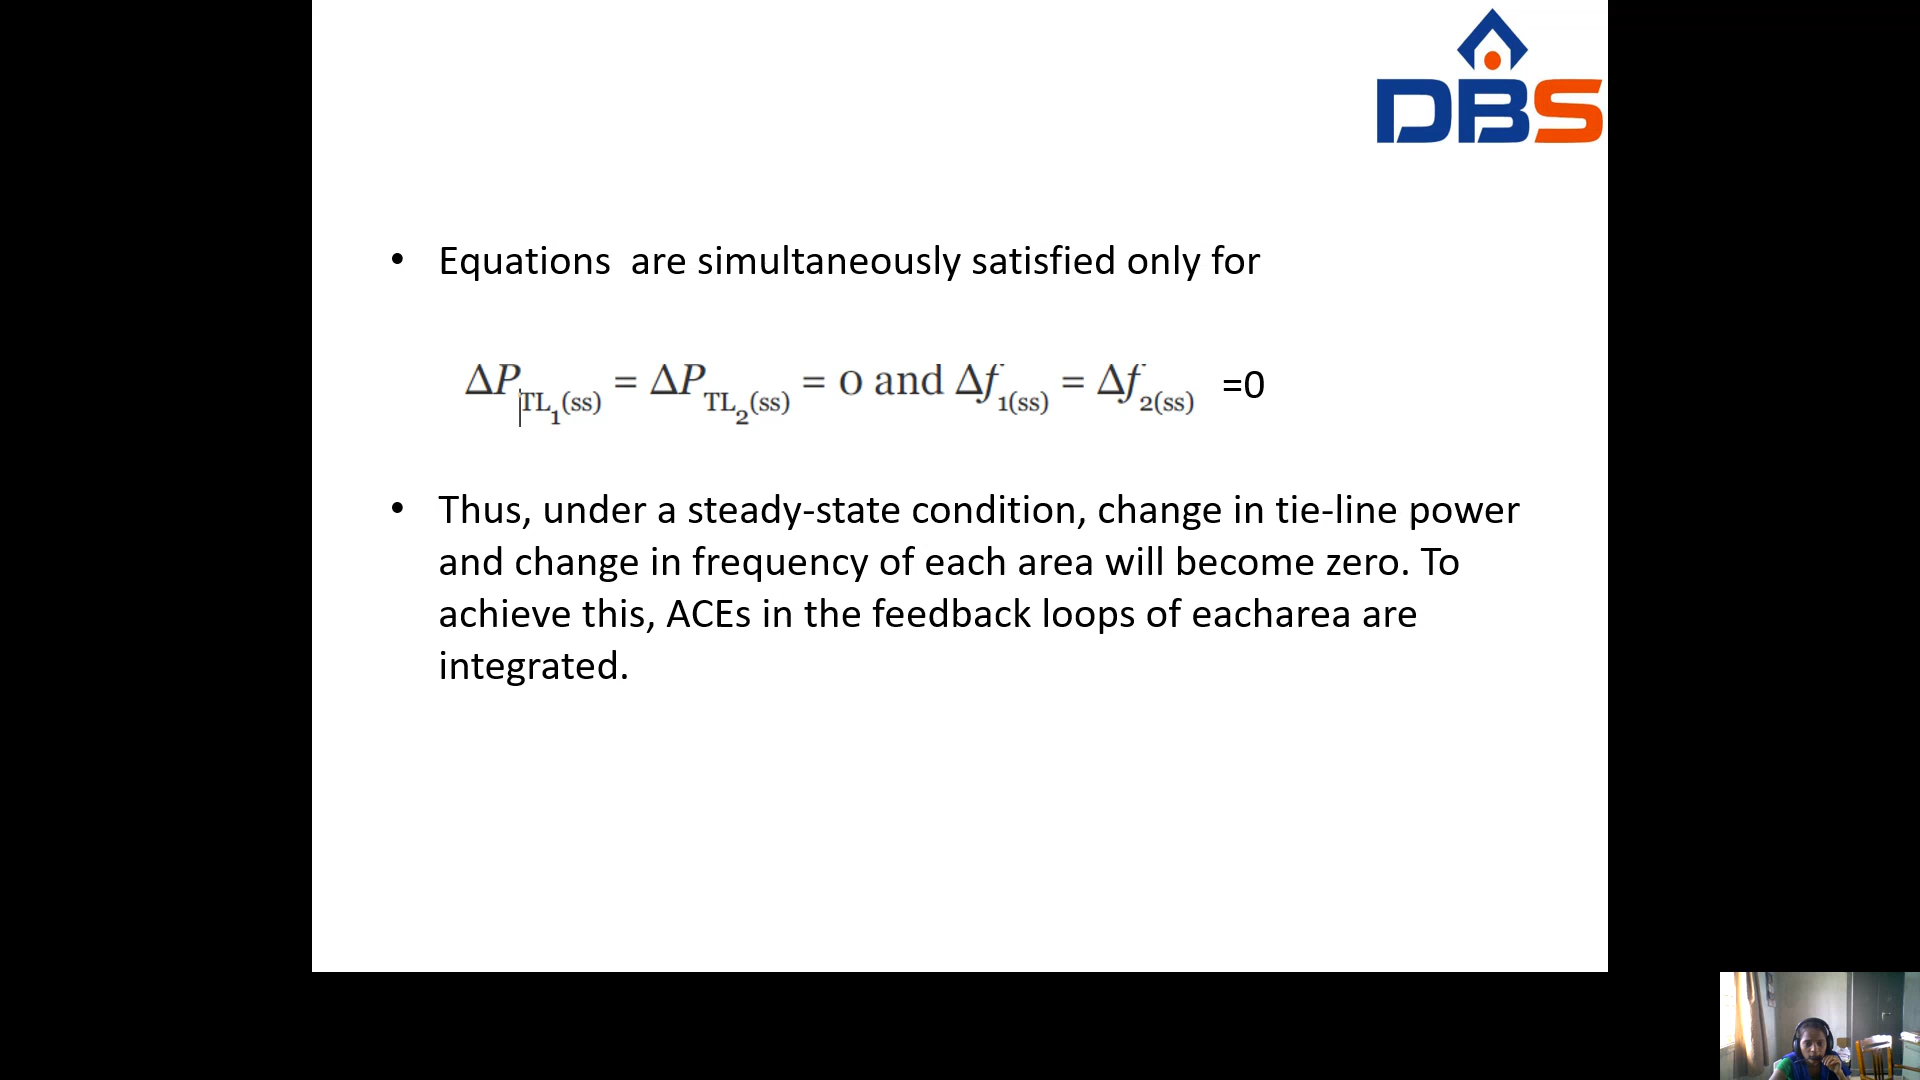 DBS
• Equations  are simultaneously satisfied only for
ΔP_TL₁(ss) = ΔP_TL₂(ss) = 0 and Δf_1(ss) = Δf_2(ss) =0
• Thus, under a steady-state condition, change in tie-line power
and change in frequency of each area will become zero. To
achieve this, ACEs in the feedback loops of eacharea are
integrated.